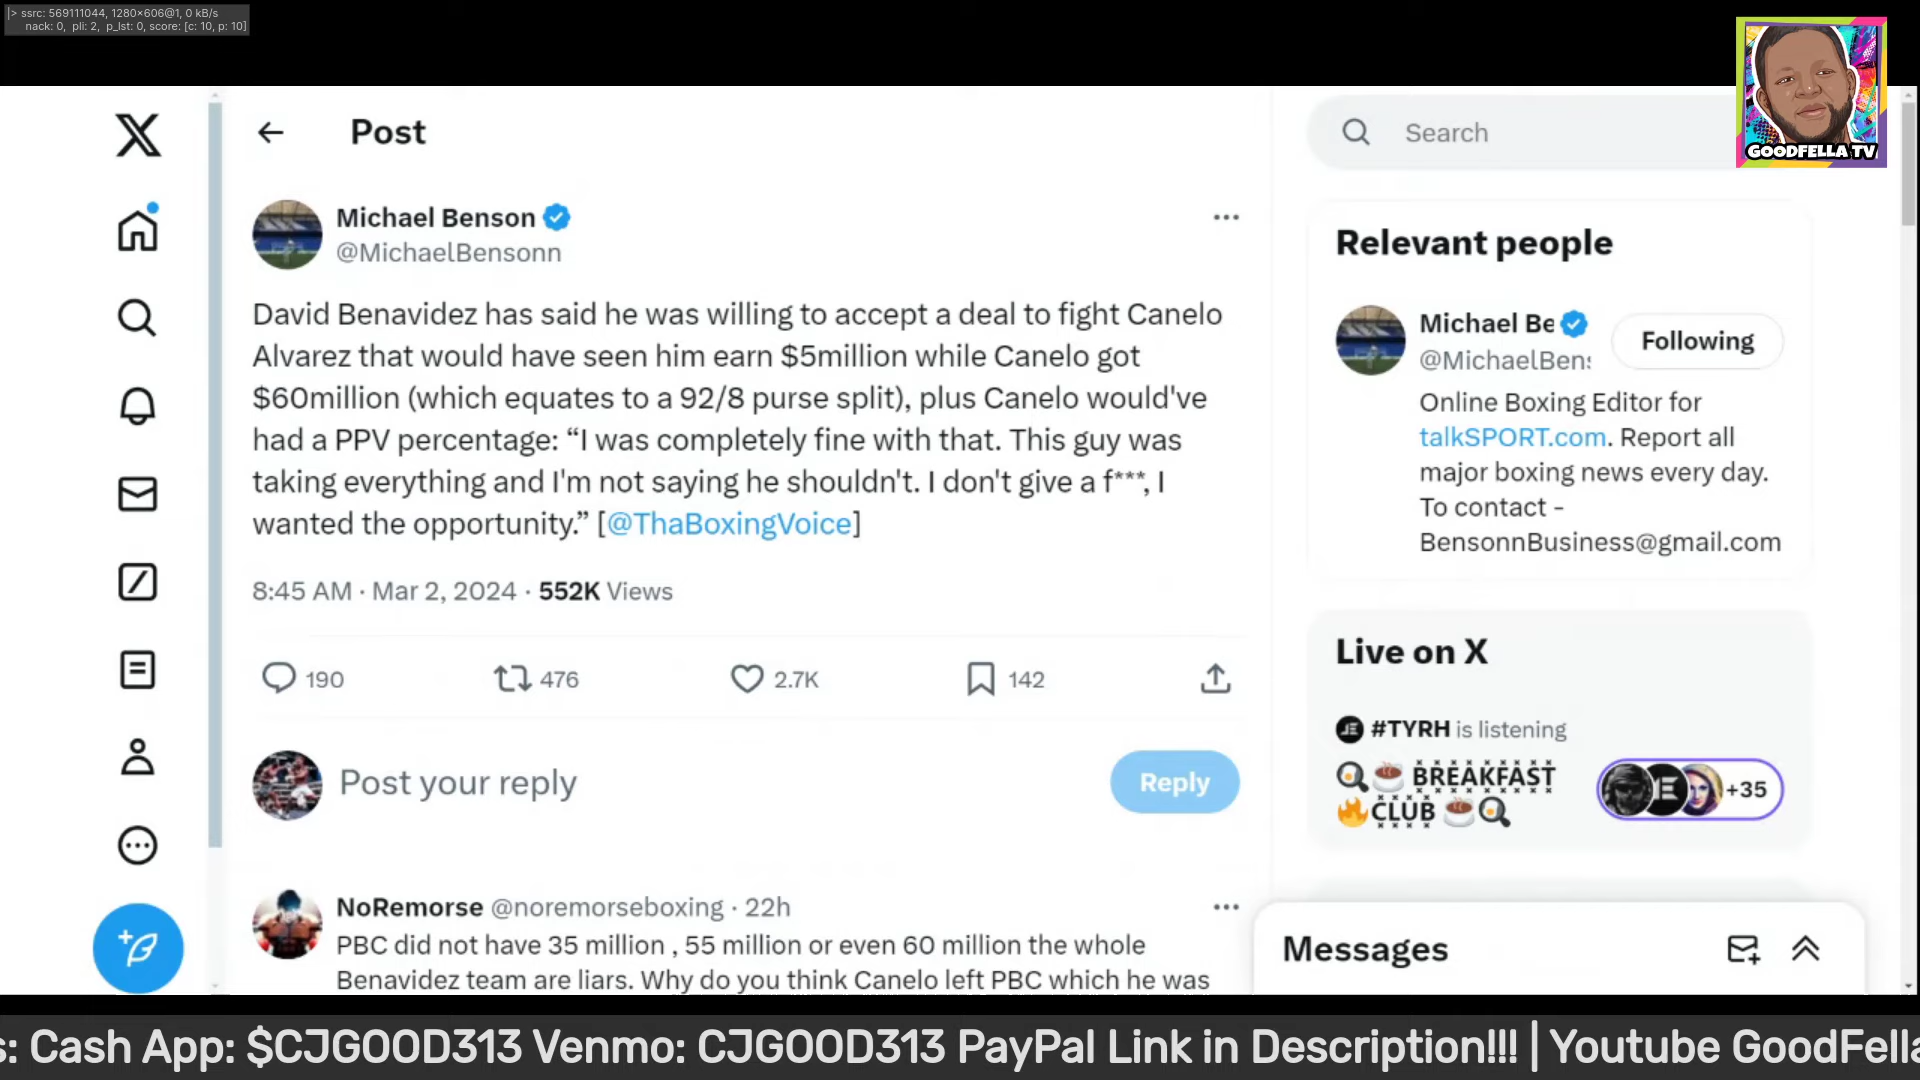 |> ssrc: 569111044, 1280×606@1, 0 kB/s
nack: 0, pli: 2, p_lst: 0, score: [c: 10, p: 10]
GOODFELLA TV
Post
Search
Michael Benson
@MichaelBensonn
David Benavidez has said he was willing to accept a deal to fight Canelo
Alvarez that would have seen him earn $5million while Canelo got
$60million (which equates to a 92/8 purse split), plus Canelo would've
had a PPV percentage: “I was completely fine with that. This guy was
taking everything and I'm not saying he shouldn't. I don't give a f***, I
wanted the opportunity.” [@ThaBoxingVoice]
8:45 AM · Mar 2, 2024 · 552K Views
190
476
2.7K
142
Post your reply
Reply
NoRemorse @noremorseboxing · 22h
PBC did not have 35 million , 55 million or even 60 million the whole
Benavidez team are liars. Why do you think Canelo left PBC which he was
Relevant people
Michael Be
@MichaelBens
Following
Online Boxing Editor for
talkSPORT.com. Report all
major boxing news every day.
To contact -
BensonnBusiness@gmail.com
Live on X
#TYRH is listening
BREAKFAST
CLUB
+35
Messages
s: Cash App: $CJGOOD313 Venmo: CJGOOD313 PayPal Link in Description!!! | Youtube GoodFella